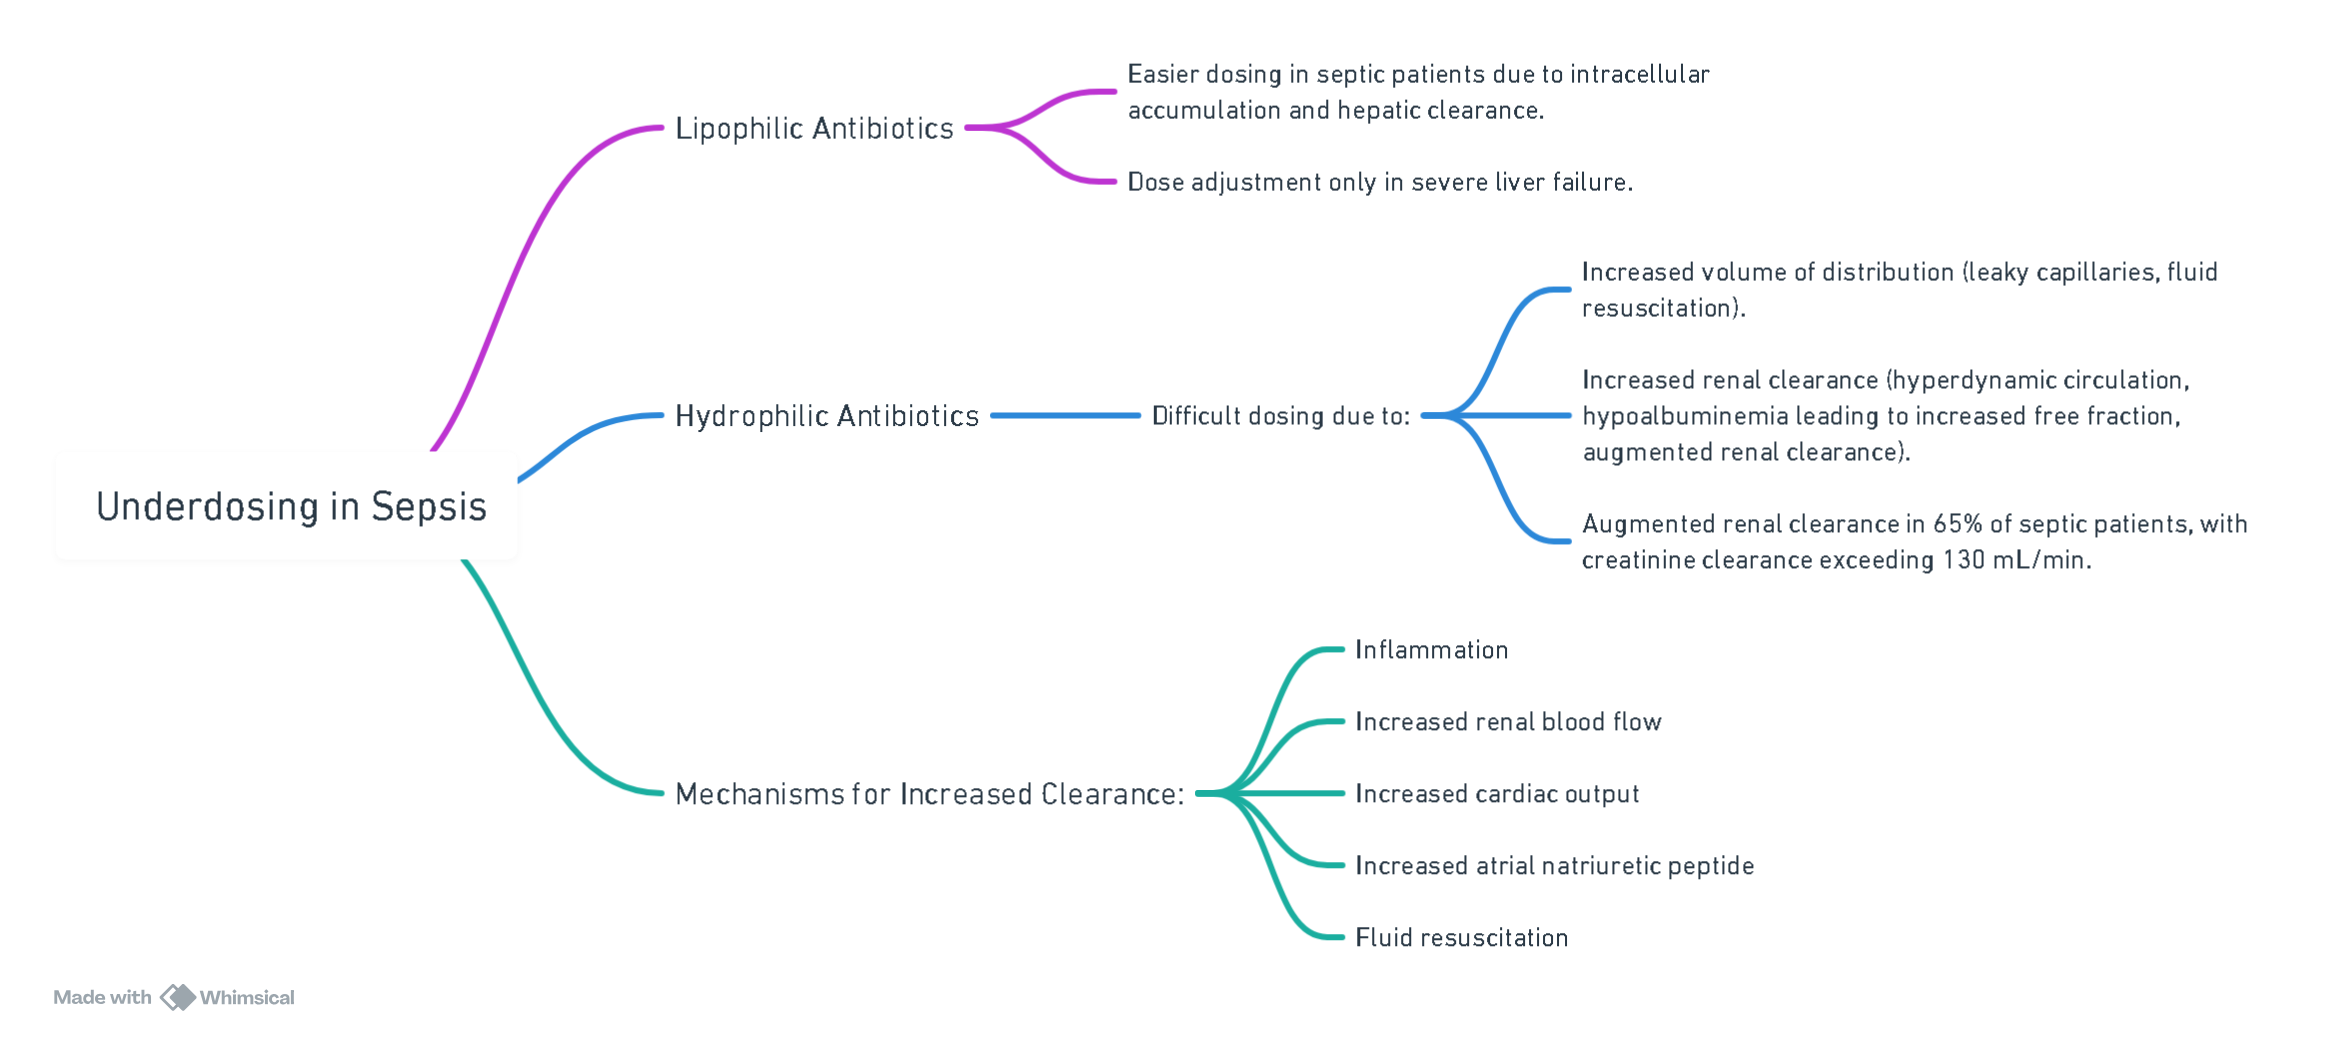 Easier dosing in septic patients due to intracellular
accumulation and hepatic clearance.
Lipophilic Antibiotics
Dose adjustment only in severe liver failure.
Increased volume of distribution (leaky capillaries, fluid
resuscitation).
Increased renal clearance (hyperdynamic circulation,
Hydrophilic Antibiotics
Difficult dosing due to:
hypoalbuminemia leading to increased free fraction,
augmented renal clearance).
Underdosing in Sepsis
Augmented renal clearance in 65% of septic patients, with
creatinine clearance exceeding 130 mL/min.
Inflammation
Increased renal blood flow
Mechanisms for Increased Clearance:
Increased cardiac output
Increased atrial natriuretic peptide
Fluid resuscitation
Made with Whimsical